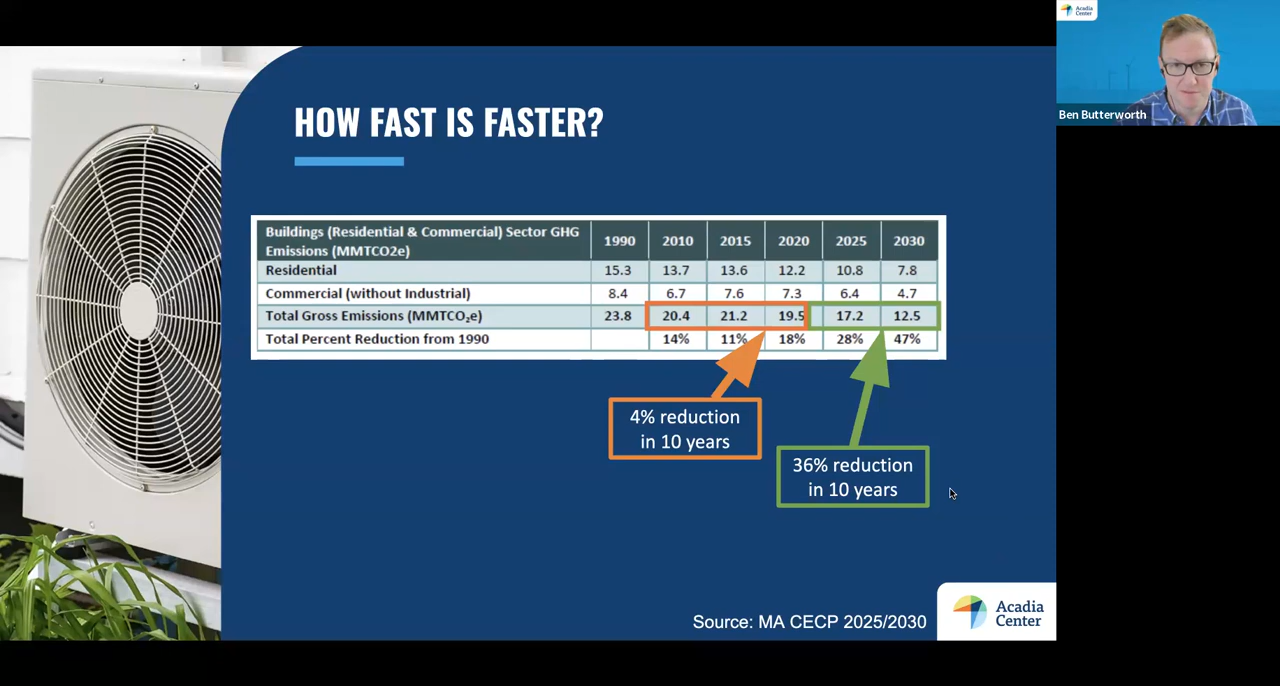 Acadia
Center
Ben Butterworth
HOW FAST IS FASTER?
Buildings (Residential & Commercial) Sector GHG
Emissions (MMTCO2e) 1990 2010 2015 2020 2025 2030
Residential 15.3 13.7 13.6 12.2 10.8 7.8
Commercial (without Industrial) 8.4 6.7 7.6 7.3 6.4 4.7
Total Gross Emissions (MMTCO₂e) 23.8 20.4 21.2 19.5 17.2 12.5
Total Percent Reduction from 1990 14% 11% 18% 28% 47%
4% reduction
in 10 years
36% reduction
in 10 years
Source: MA CECP 2025/2030
Acadia
Center